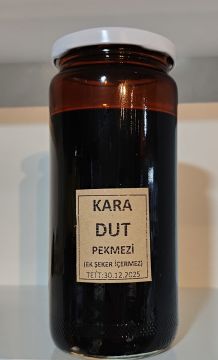 KARA
DUT
PEKMEZİ
(EK ŞEKER İÇERMEZ)
TETT:30.12.2025